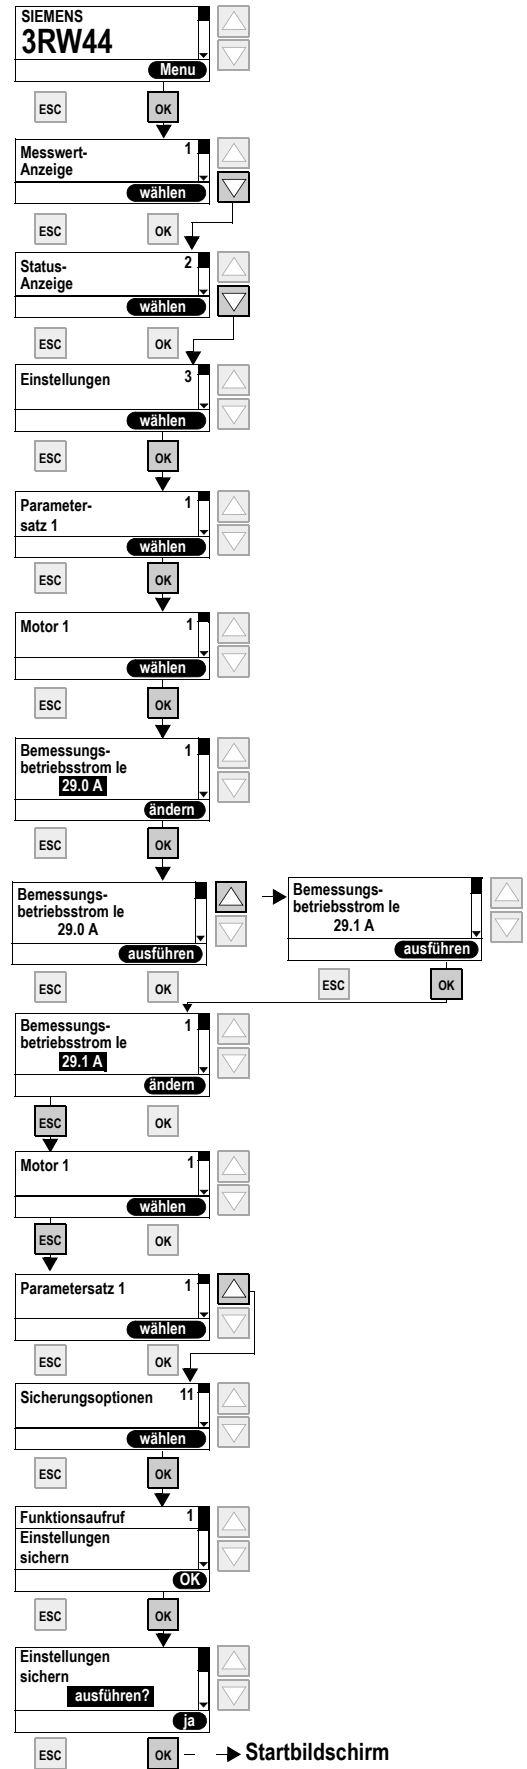 SIEMENS
3RW44
Menu
ESC
OK
Messwert-
Anzeige
1
wählen
ESC
OK
Status-
Anzeige
2
wählen
ESC
OK
Einstellungen
3
wählen
ESC
OK
Parameter-
satz 1
1
wählen
ESC
OK
Motor 1
1
wählen
ESC
OK
Bemessungs-
betriebsstrom Ie
29.0 A
1
ändern
ESC
OK
Bemessungs-
betriebsstrom Ie
29.0 A
ausführen
ESC
OK
Bemessungs-
betriebsstrom Ie
29.1 A
ausführen
ESC
OK
Bemessungs-
betriebsstrom Ie
29.1 A
1
ändern
ESC
OK
Motor 1
1
wählen
ESC
OK
Parametersatz 1
1
wählen
ESC
OK
Sicherungsoptionen
11
wählen
ESC
OK
Funktionsaufruf
1
Einstellungen
sichern
OK
ESC
OK
Einstellungen
sichern
ausführen?
ja
ESC
OK
Startbildschirm